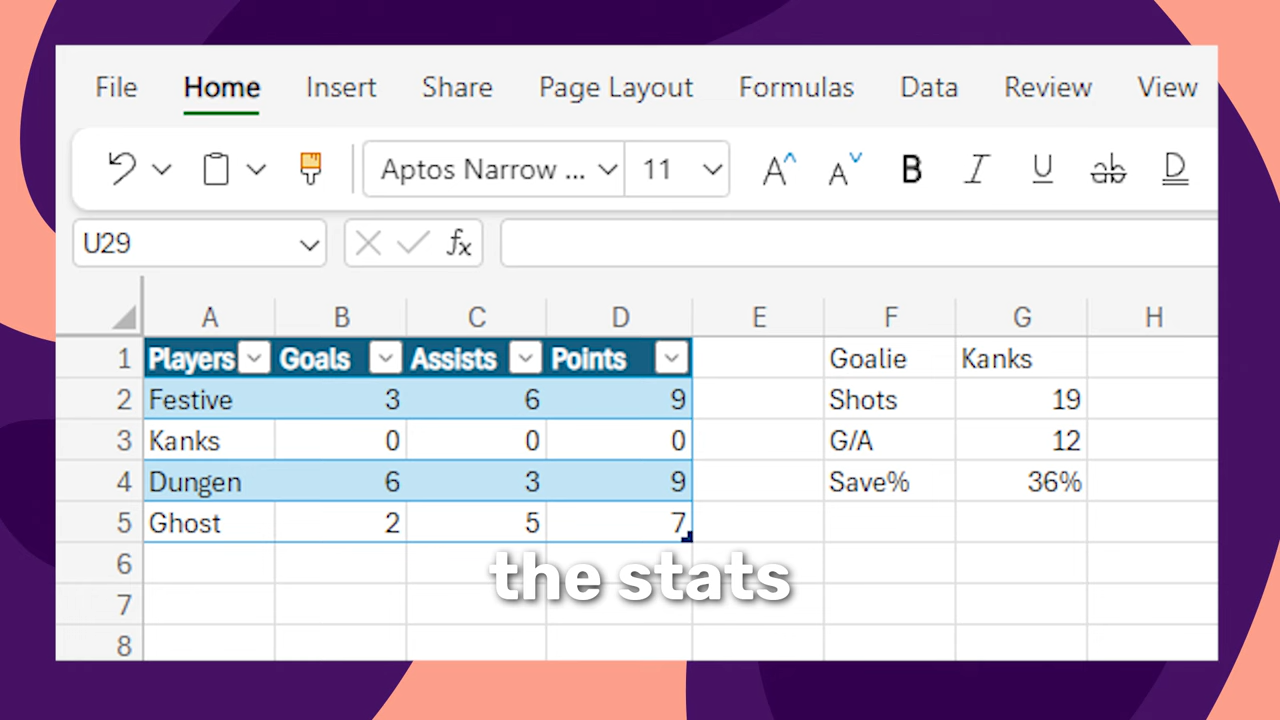 File Home Insert Share Page Layout Formulas Data Review View
Aptos Narrow ... 11 A A B I U ab D
U29 fx
A B C D E F G H
1 Players Goals Assists Points Goalie Kanks
2 Festive 3 6 9 Shots 19
3 Kanks 0 0 0 G/A 12
4 Dungen 6 3 9 Save% 36%
5 Ghost 2 5 7
6
the stats
7
8